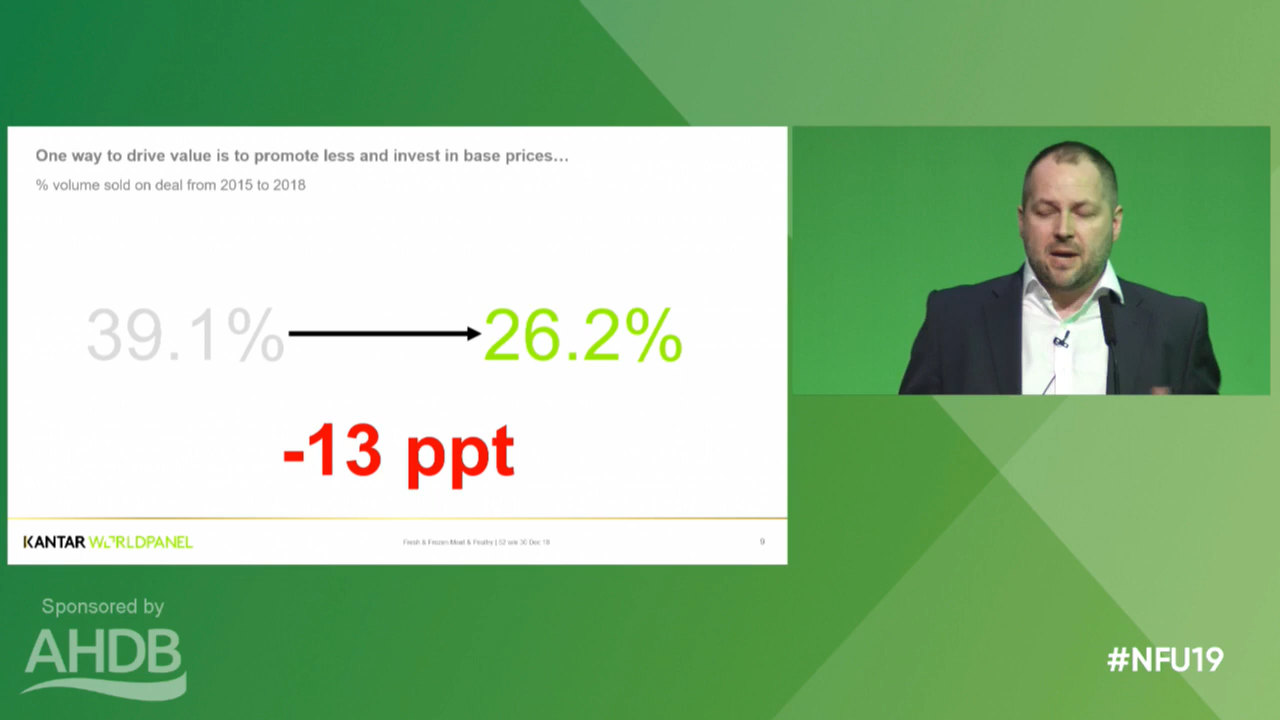 One way to drive value is to promote less and invest in base prices…
% volume sold on deal from 2015 to 2018
39.1%
26.2%
-13 ppt
KANTAR WORLDPANEL
Fresh & Frozen Meat & Poultry | 52 w/e 30 Dec 18
9
Sponsored by
AHDB
#NFU19